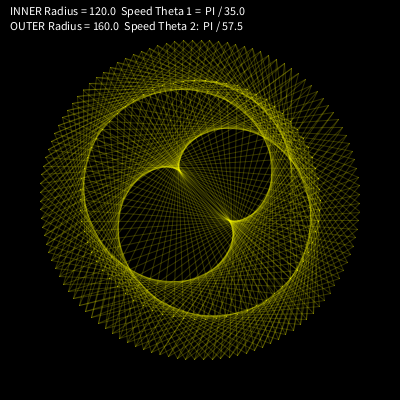 INNER Radius = 120.0  Speed Theta 1 =  PI / 35.0
OUTER Radius = 160.0  Speed Theta 2:  PI / 57.5